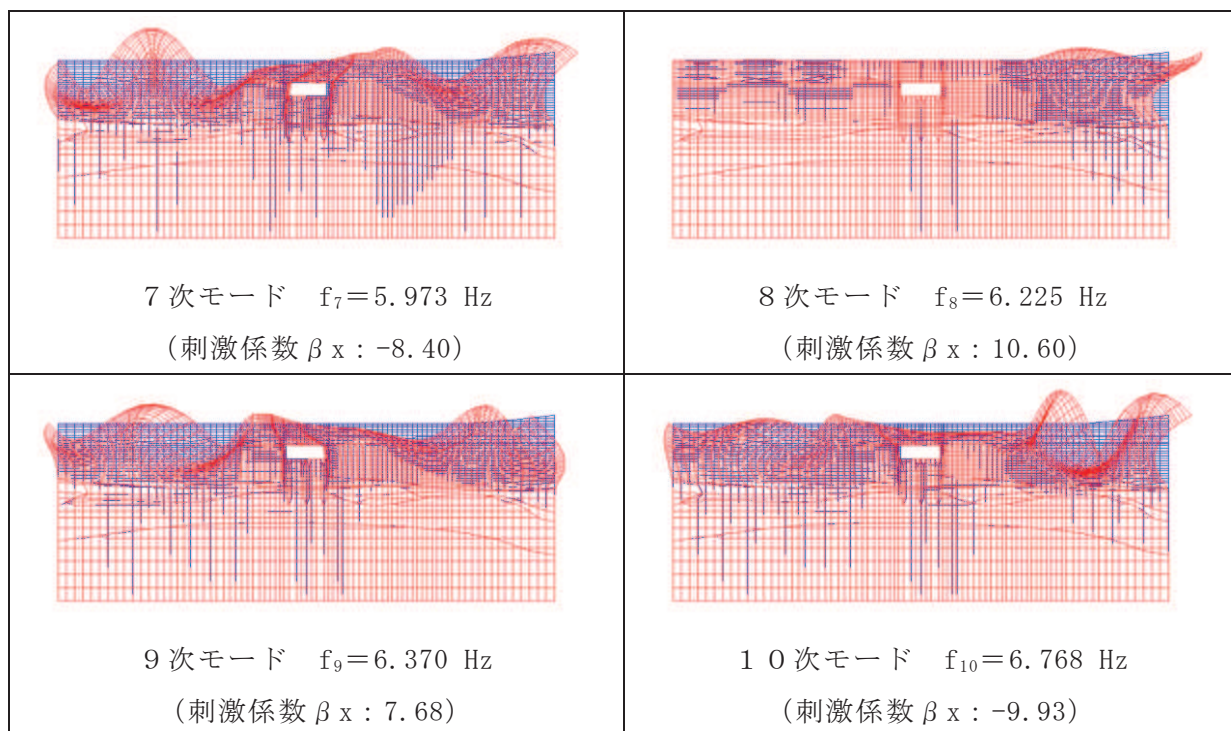 7次モード f₇=5.973 Hz
(刺激係数βx:-8.40)
8次モード f₈=6.225 Hz
(刺激係数βx:10.60)
9次モード f₉=6.370 Hz
(刺激係数βx:7.68)
10次モード f₁₀=6.768 Hz
(刺激係数βx:-9.93)